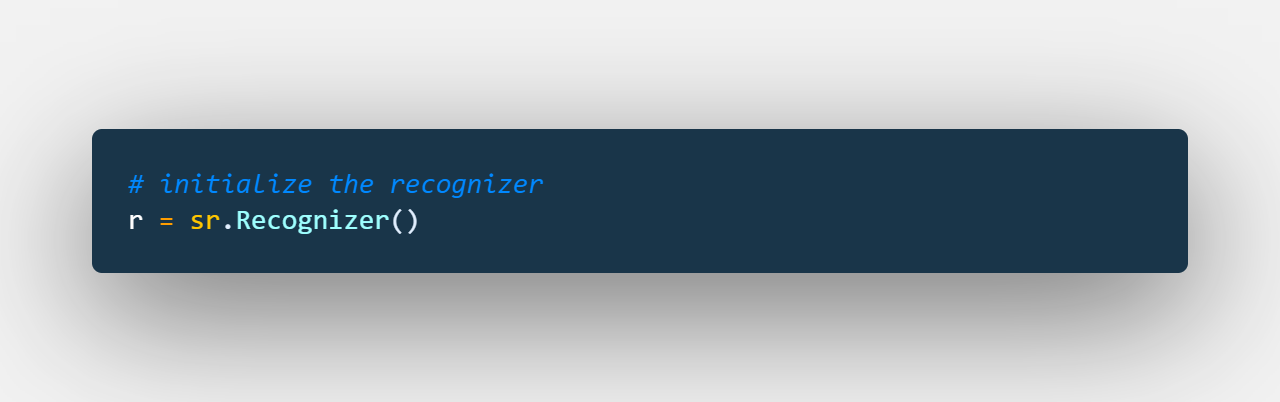 # initialize the recognizer
r = sr.Recognizer()